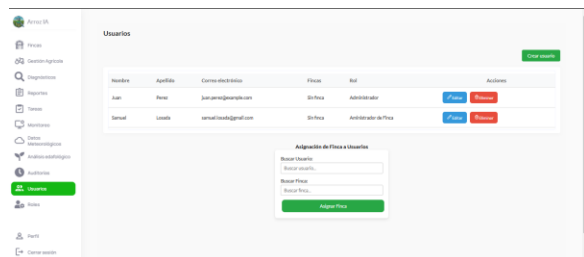 Arroz IA
Fincas
Gestión Agrícola
Diagnósticos
Reportes
Tareas
Monitoreo
Datos
Meteorológicos
Análisis edafológico
Auditorías
Usuarios
Roles
Perfil
Cerrar sesión
Usuarios
Crear usuario
Nombre Apellido Correo electrónico Fincas Rol Acciones
Juan Perez juan.perez@example.com Sin finca Administrador Editar Eliminar
Samuel Losada samuel.losada@gmail.com Sin finca Administrador de Finca Editar Eliminar
Asignación de Finca a Usuarios
Buscar Usuario:
Buscar usuario...
Buscar Finca:
Buscar finca...
Asignar Finca